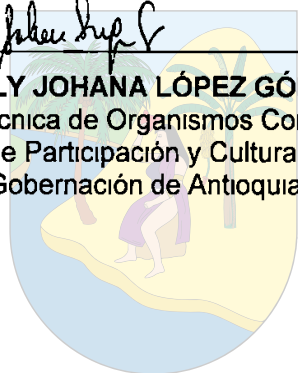 LY JOHANA LÓPEZ GÓ
cnica de Organismos Co
e Participación y Cultura
Gobernación de Antioquia